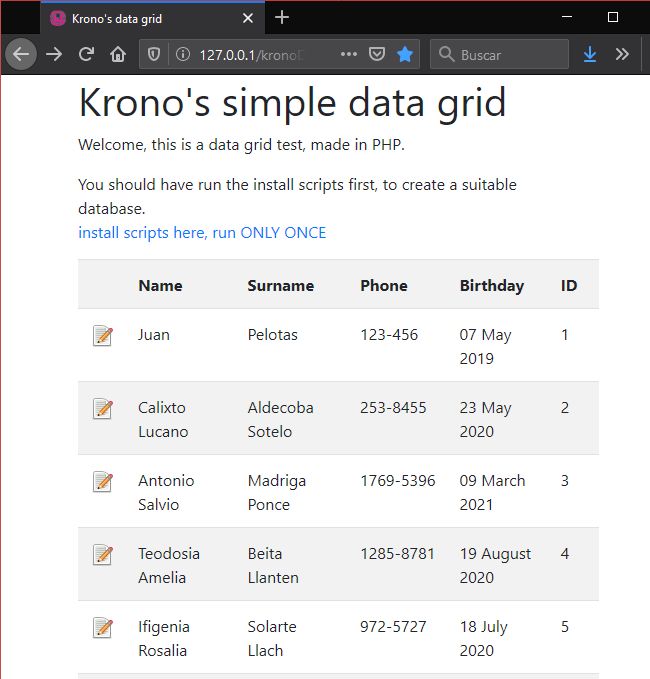 Krono's data grid
127.0.0.1/krono
Buscar
Krono's simple data grid
Welcome, this is a data grid test, made in PHP.
You should have run the install scripts first, to create a suitable
database.
install scripts here, run ONLY ONCE
Name Surname Phone Birthday ID
Juan Pelotas 123-456 07 May 1
2019
Calixto Aldecoba 253-8455 23 May 2
Lucano Sotelo 2020
Antonio Madriga 1769-5396 09 March 3
Salvio Ponce 2021
Teodosia Beita 1285-8781 19 August 4
Amelia Llanten 2020
Ifigenia Solarte 972-5727 18 July 5
Rosalia Llach 2020